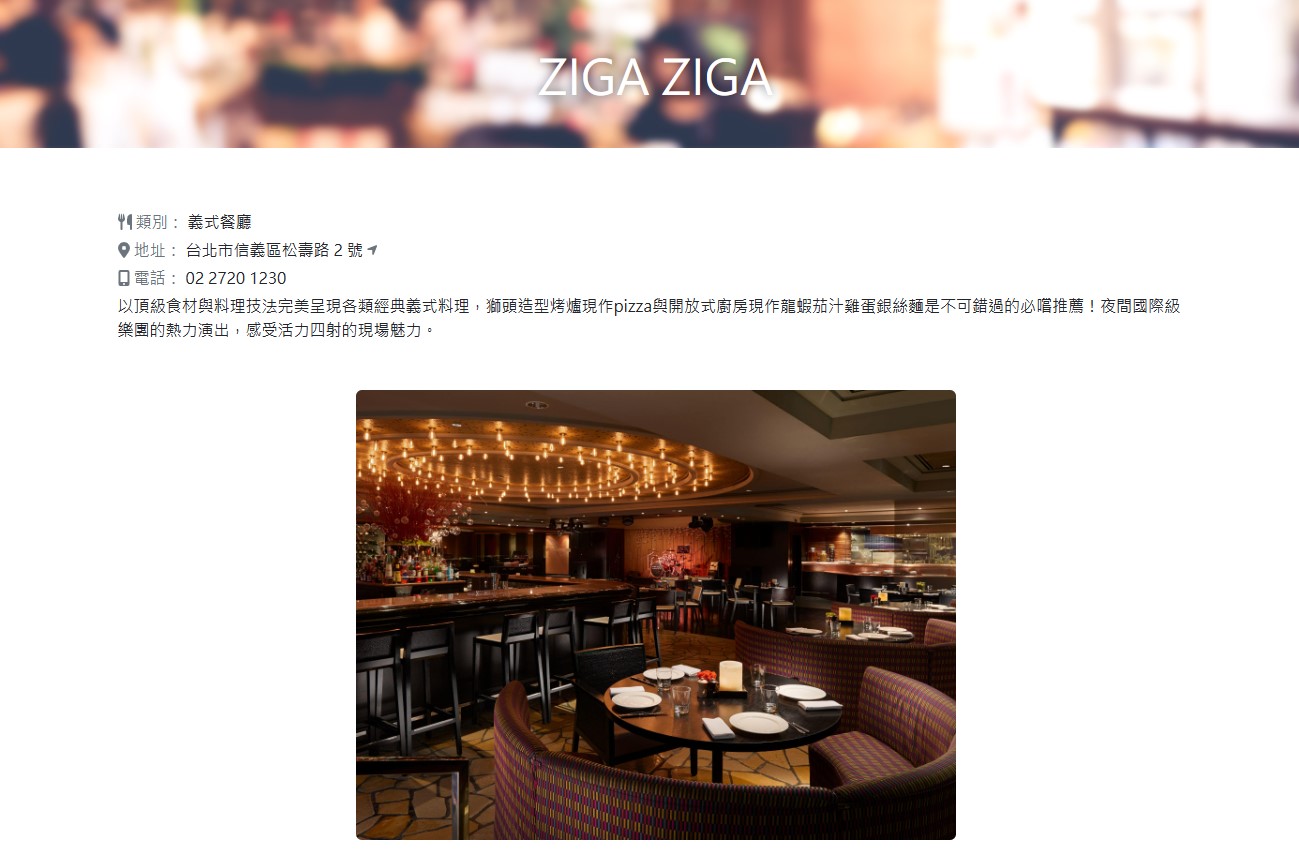 ZIGA ZIGA
類別： 義式餐廳
地址： 台北市信義區松壽路 2 號
電話： 02 2720 1230
以頂級食材與料理技法完美呈現各類經典義式料理，獅頭造型烤爐現作pizza與開放式廚房現作龍蝦茄汁雞蛋銀絲麵是不可錯過的必嚐推薦！夜間國際級
樂團的熱力演出，感受活力四射的現場魅力。